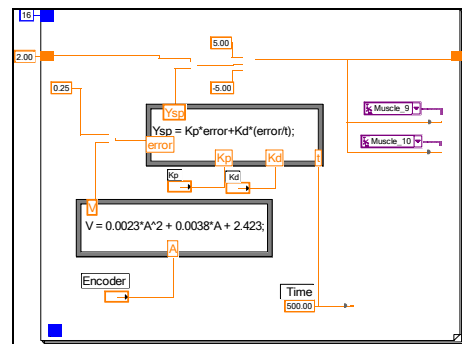 16
2.00
5.00
0.25
-5.00
Muscle_9
Ysp
Ysp = Kp*error+Kd*(error/t);
error
Muscle_10
Kp
Kd
t
Kp
Kd
V
V = 0.0023*A^2 + 0.0038*A + 2.423;
A
Encoder
Time
500.00